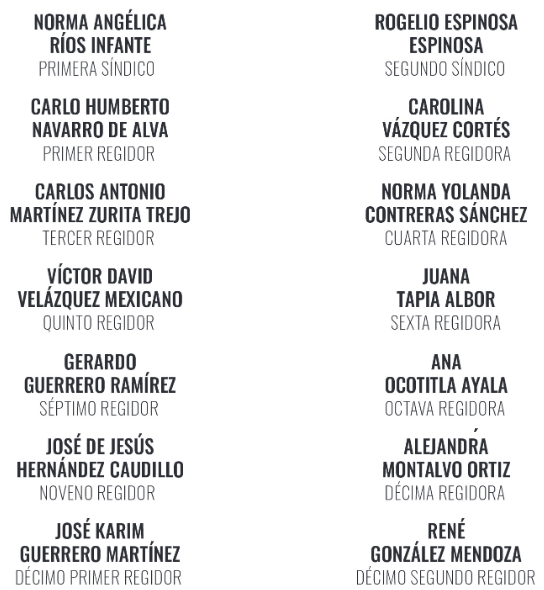 NORMA ANGÉLICA
RÍOS INFANTE
PRIMERA SÍNDICO
ROGELIO ESPINOSA
ESPINOSA
SEGUNDO SÍNDICO
CARLO HUMBERTO
NAVARRO DE ALVA
PRIMER REGIDOR
CAROLINA
VÁZQUEZ CORTÉS
SEGUNDA REGIDORA
CARLOS ANTONIO
MARTÍNEZ ZURITA TREJO
TERCER REGIDOR
NORMA YOLANDA
CONTRERAS SÁNCHEZ
CUARTA REGIDORA
VÍCTOR DAVID
VELÁZQUEZ MEXICANO
QUINTO REGIDOR
JUANA
TAPIA ALBOR
SEXTA REGIDORA
GERARDO
GUERRERO RAMÍREZ
SÉPTIMO REGIDOR
ANA
OCOTITLA AYALA
OCTAVA REGIDORA
JOSÉ DE JESÚS
HERNÁNDEZ CAUDILLO
NOVENO REGIDOR
ALEJANDŔA
MONTALVO ORTIZ
DÉCIMA REGIDORA
JOSÉ KARIM
GUERRERO MARTÍNEZ
DÉCIMO PRIMER REGIDOR
RENÉ
GONZÁLEZ MENDOZA
DÉCIMO SEGUNDO REGIDOR